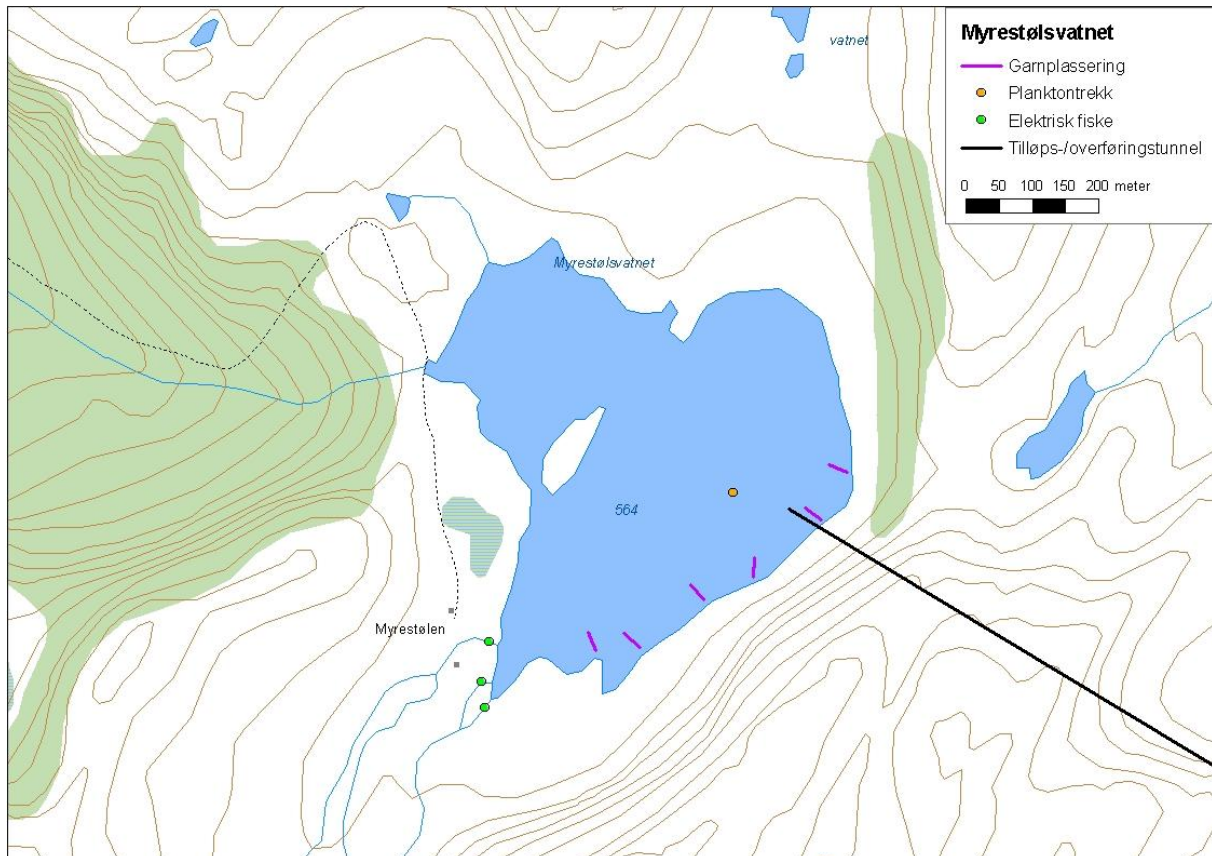 Myrestølsvatnet
Garnplassering
Planktontrekk
Elektrisk fiske
Tilløps-/overføringstunnel
0 50 100 150 200 meter
vatnet
Myrestølsvatnet
564
Myrestølen